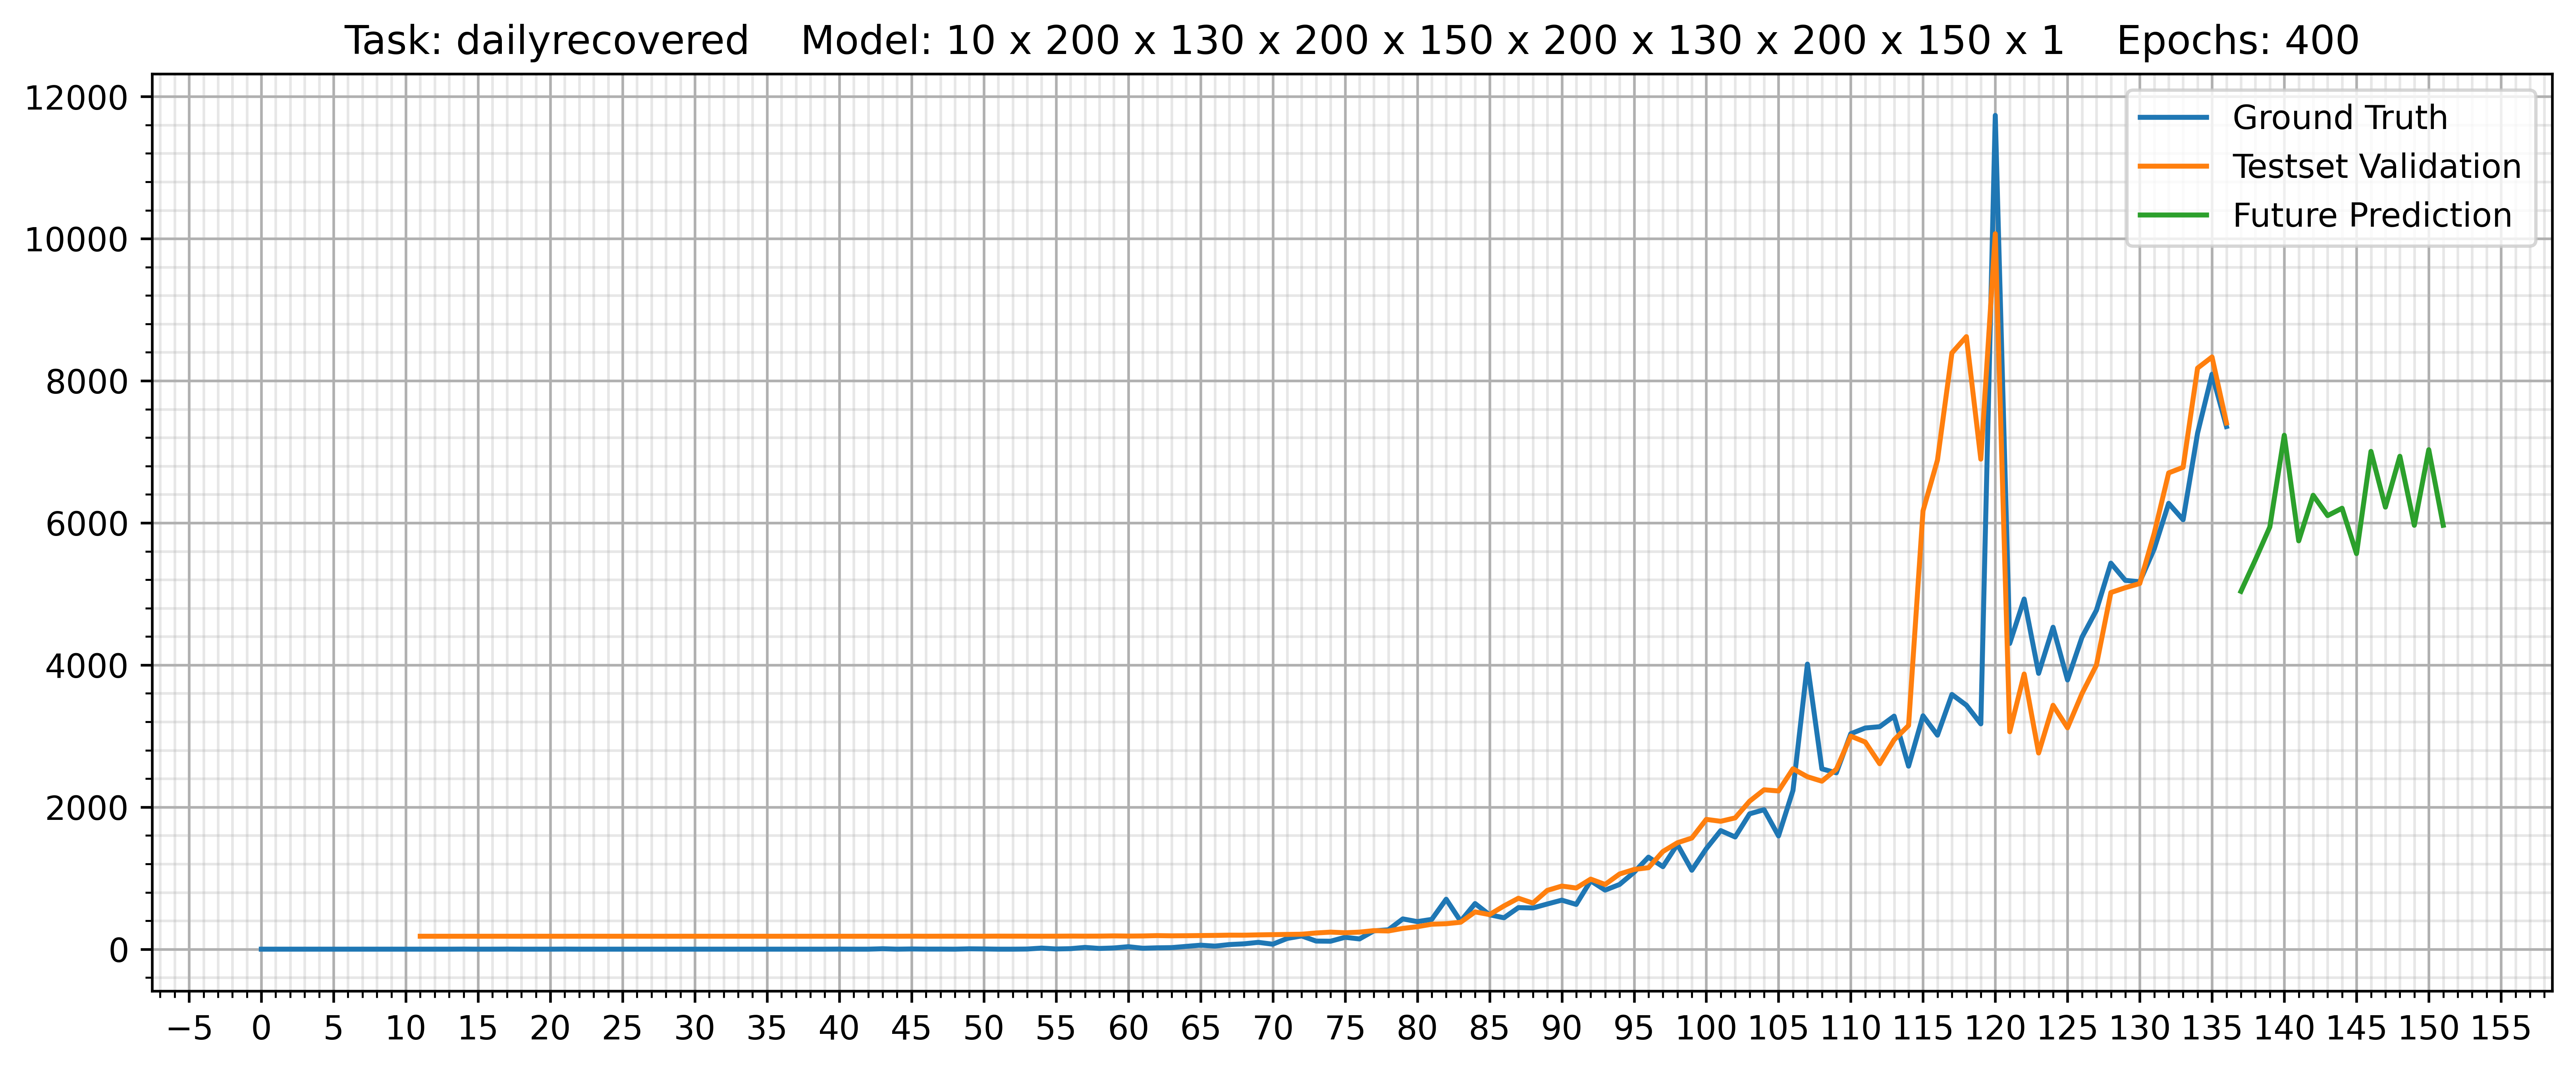 Task: dailyrecovered    Model: 10 x 200 x 130 x 200 x 150 x 200 x 130 x 200 x 150 x 1    Epochs: 400
12000
10000
8000
6000
4000
2000
0
Ground Truth
Testset Validation
Future Prediction
−5 0 5 10 15 20 25 30 35 40 45 50 55 60 65 70 75 80 85 90 95 100 105 110 115 120 125 130 135 140 145 150 155